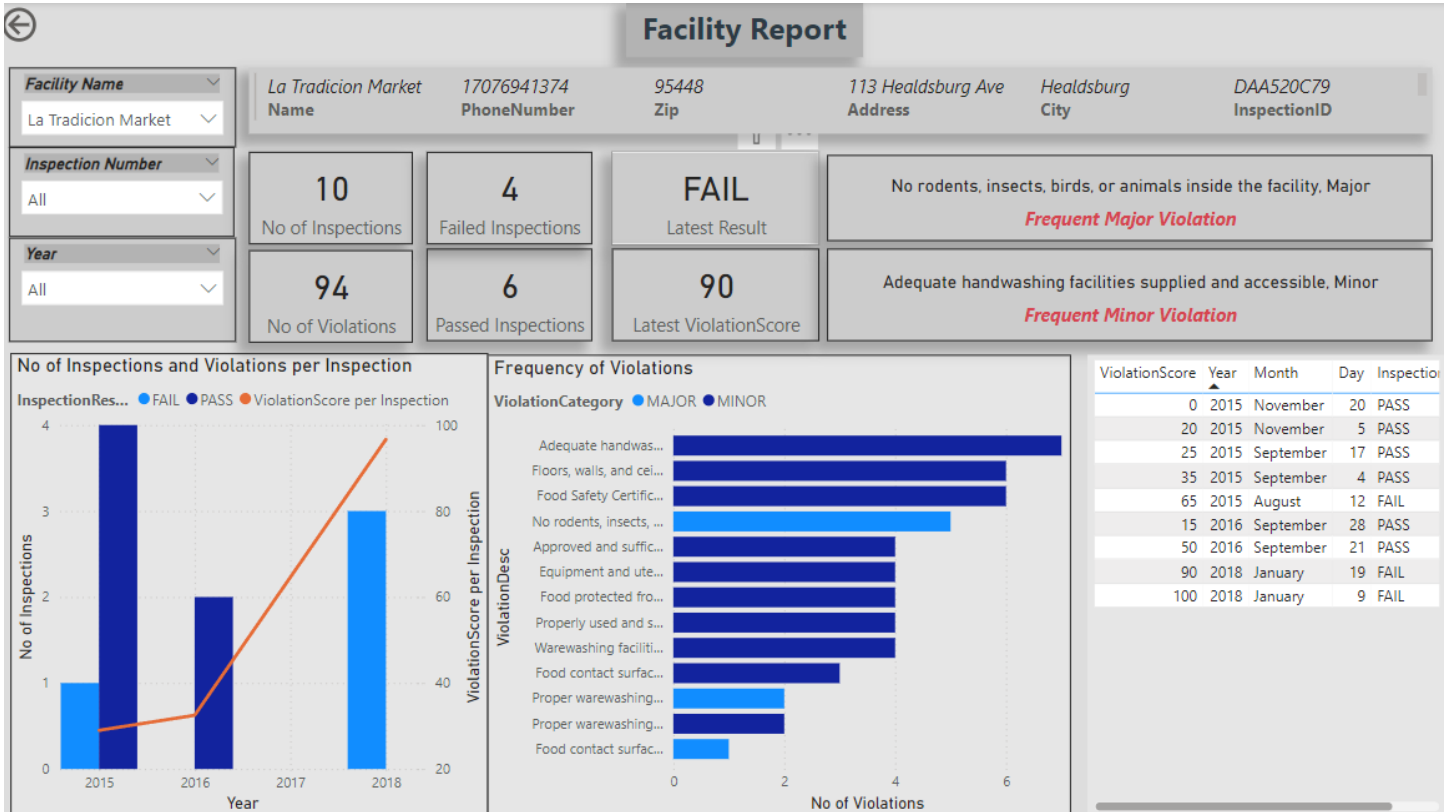 Facility Report
Facility Name
La Tradicion Market
La Tradicion Market 17076941374 95448 113 Healdsburg Ave Healdsburg DAA520C79
Name PhoneNumber Zip Address City InspectionID
Inspection Number
All
Year
All
10
No of Inspections
4
Failed Inspections
FAIL
Latest Result
No rodents, insects, birds, or animals inside the facility, Major
Frequent Major Violation
94
No of Violations
6
Passed Inspections
90
Latest ViolationScore
Adequate handwashing facilities supplied and accessible, Minor
Frequent Minor Violation
No of Inspections and Violations per Inspection
InspectionRes... FAIL PASS ViolationScore per Inspection
No of Inspections
4
3
2
1
0
100
80
60
40
20
ViolationScore per Inspection
2015 2016 2017 2018
Year
Frequency of Violations
ViolationCategory MAJOR MINOR
ViolationDesc
Adequate handwas...
Floors, walls, and cei...
Food Safety Certific...
No rodents, insects, ...
Approved and suffic...
Equipment and ute...
Food protected fro...
Properly used and s...
Warewashing faciliti...
Food contact surfac...
Proper warewashing...
Proper warewashing...
Food contact surfac...
0 2 4 6
No of Violations
ViolationScore Year Month Day Inspection
0 2015 November 20 PASS
20 2015 November 5 PASS
25 2015 September 17 PASS
35 2015 September 4 PASS
65 2015 August 12 FAIL
15 2016 September 28 PASS
50 2016 September 21 PASS
90 2018 January 19 FAIL
100 2018 January 9 FAIL